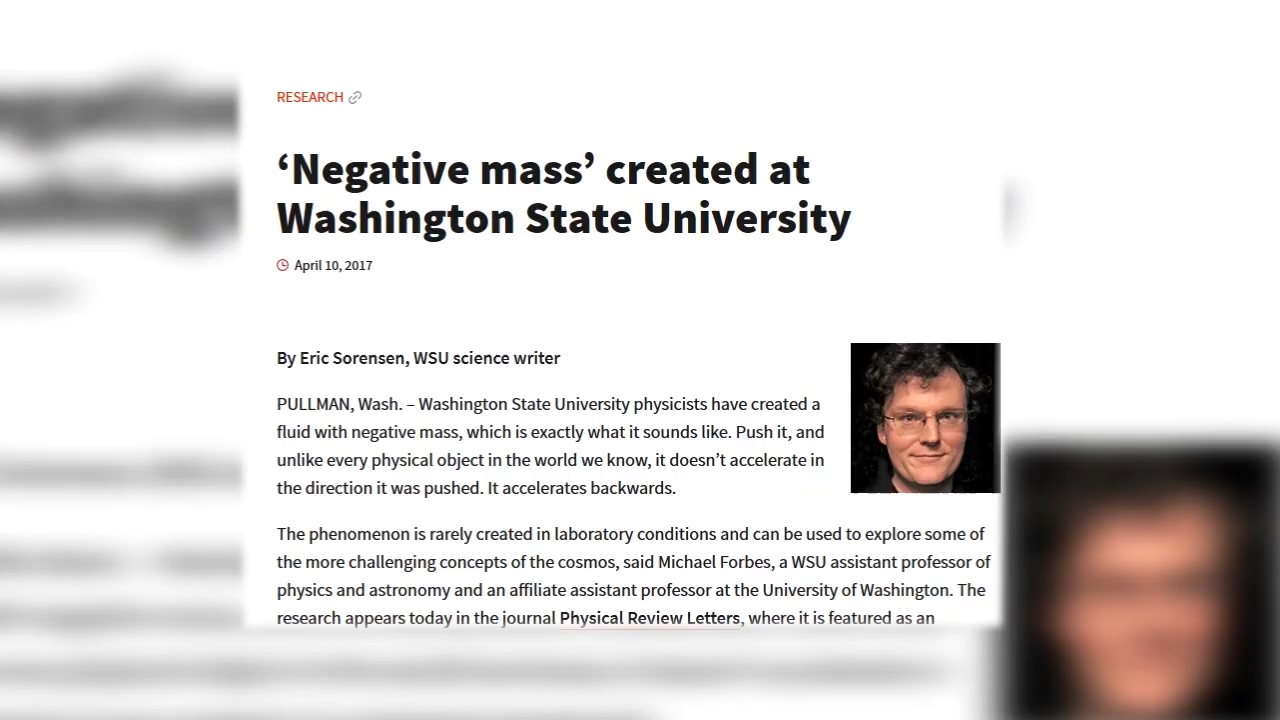 RESEARCH
‘Negative mass’ created at
Washington State University
April 10, 2017
By Eric Sorensen, WSU science writer
PULLMAN, Wash. – Washington State University physicists have created a
fluid with negative mass, which is exactly what it sounds like. Push it, and
unlike every physical object in the world we know, it doesn’t accelerate in
the direction it was pushed. It accelerates backwards.
The phenomenon is rarely created in laboratory conditions and can be used to explore some of
the more challenging concepts of the cosmos, said Michael Forbes, a WSU assistant professor of
physics and astronomy and an affiliate assistant professor at the University of Washington. The
research appears today in the journal Physical Review Letters, where it is featured as an